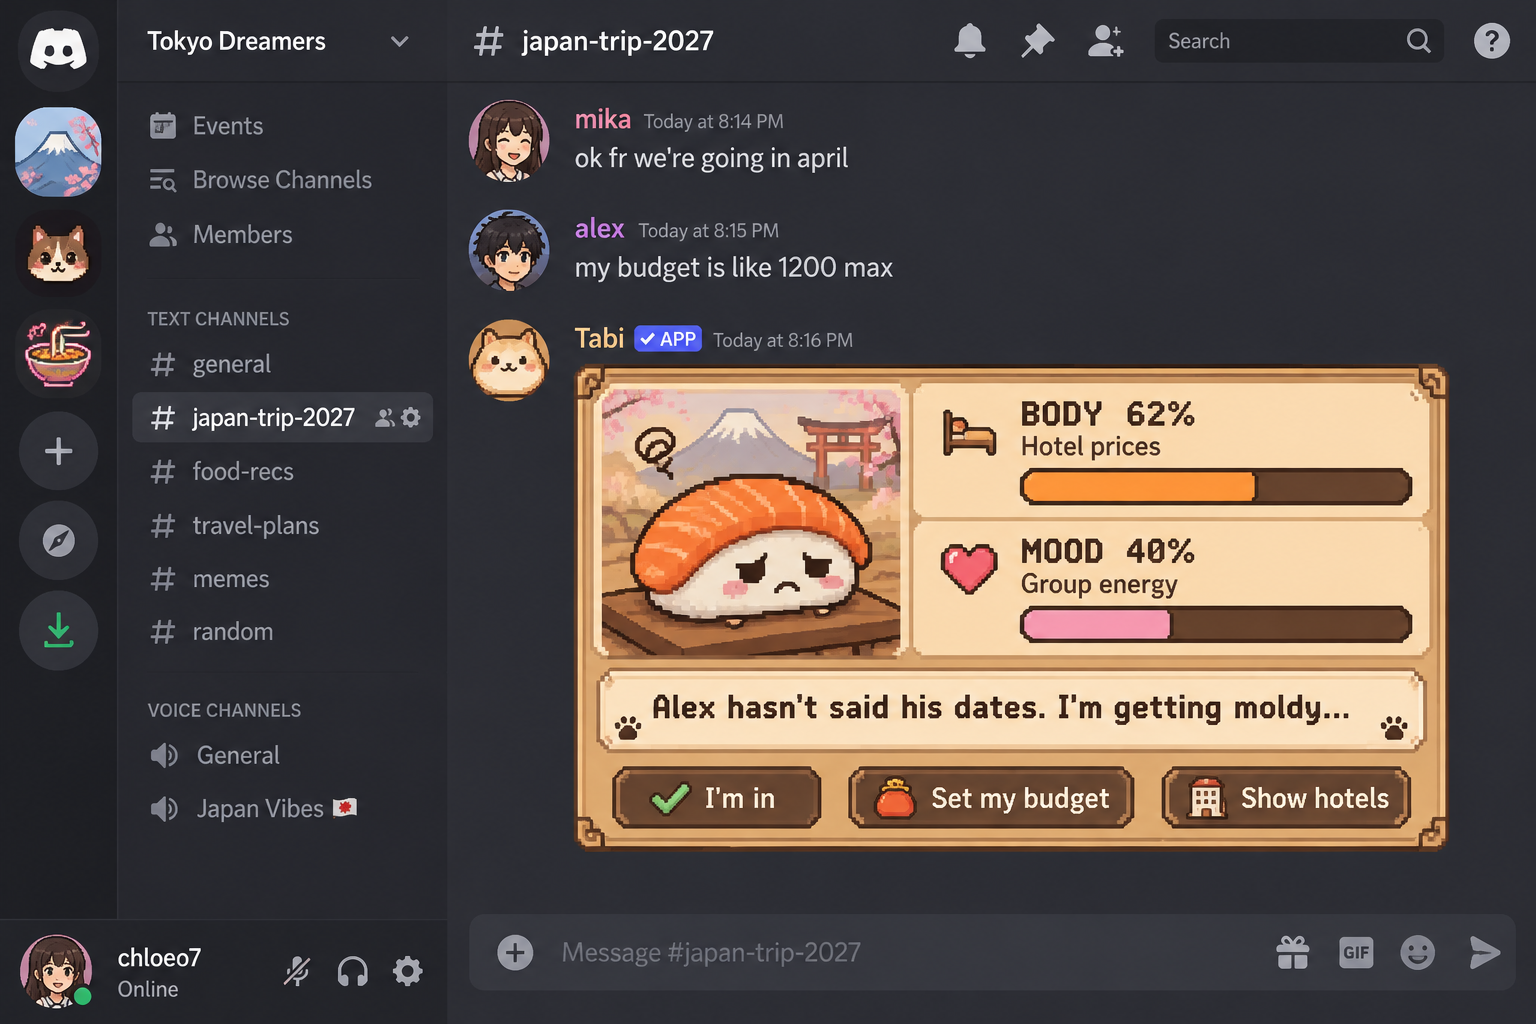 Tokyo Dreamers
Events
Browse Channels
Members
TEXT CHANNELS
# general
# japan-trip-2027
# food-recs
# travel-plans
# memes
# random
VOICE CHANNELS
General
Japan Vibes
chloeo7
Online
# japan-trip-2027
Search
?
mika Today at 8:14 PM
ok fr we're going in april
alex Today at 8:15 PM
my budget is like 1200 max
Tabi ✓ APP Today at 8:16 PM
BODY 62%
Hotel prices
MOOD 40%
Group energy
Alex hasn't said his dates. I'm getting moldy...
I'm in
Set my budget
Show hotels
Message #japan-trip-2027
GIF